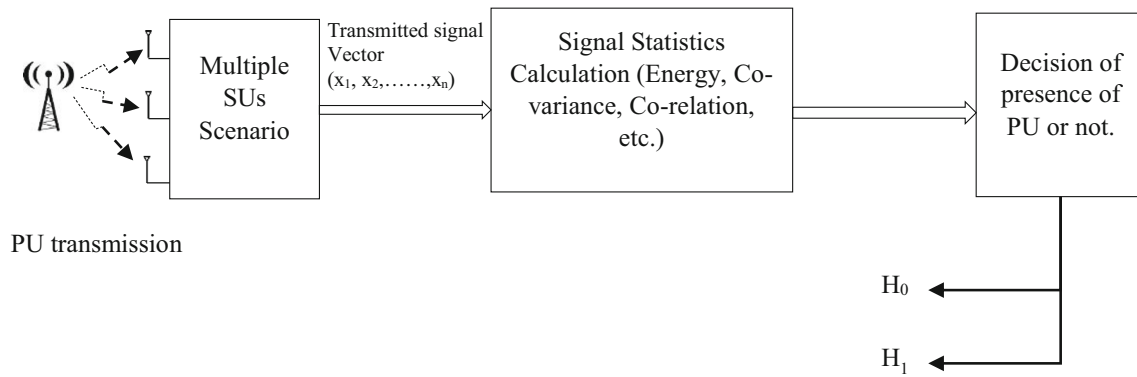 Multiple
SUs
Scenario
Transmitted signal
Vector
(x₁, x₂,……,xₙ)
Signal Statistics
Calculation (Energy, Co-
variance, Co-relation,
etc.)
Decision of
presence of
PU or not.
PU transmission
H₀
H₁